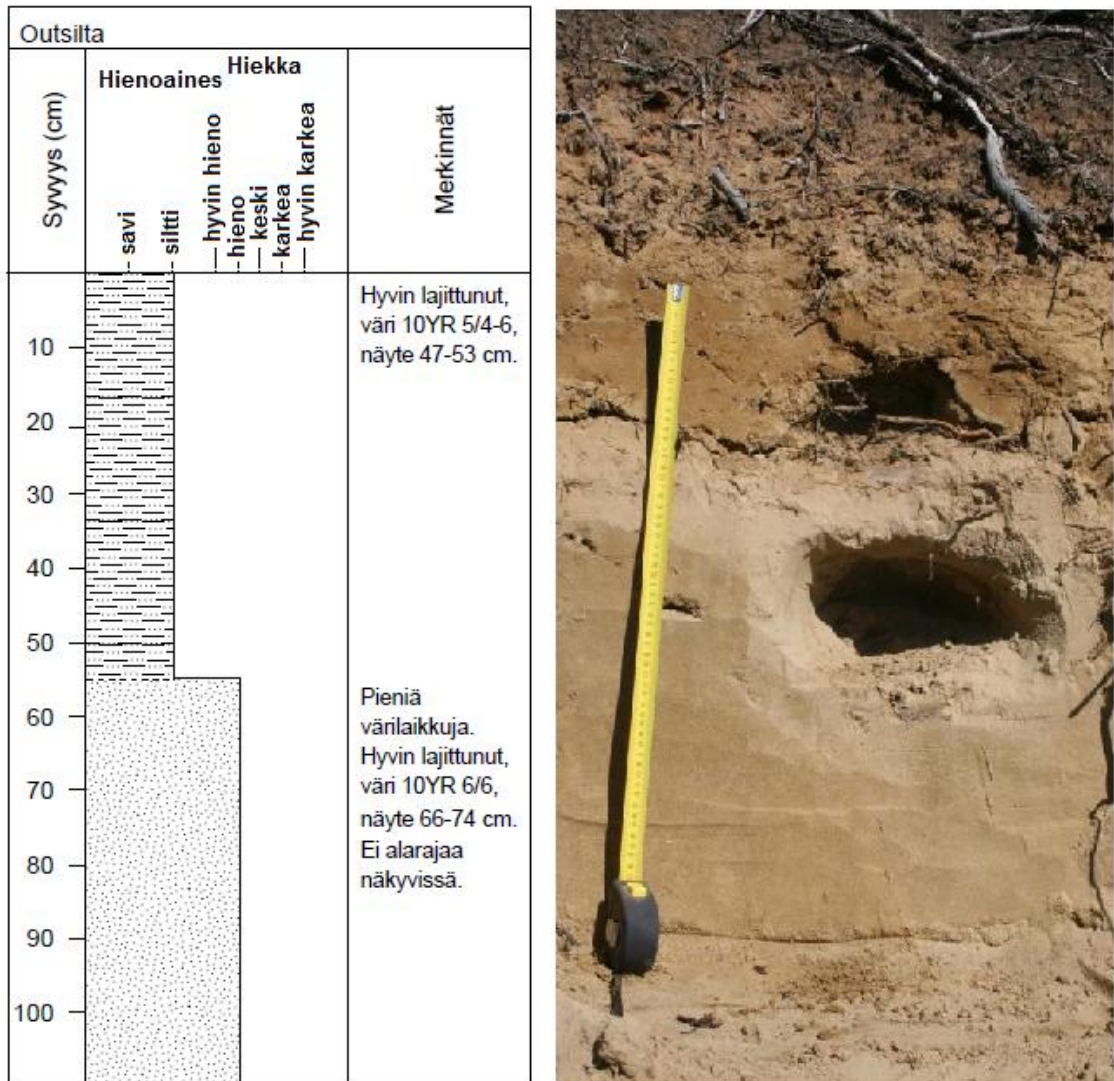 Outsilta
Syvyys (cm)
Hienoaines
Hiekka
savi
siltti
hyvin hieno
hieno
keski
karkea
hyvin karkea
Merkinnät
10
20
30
40
50
60
70
80
90
100
Hyvin lajittunut,
väri 10YR 5/4-6,
näyte 47-53 cm.
Pieniä
värilaikkuja.
Hyvin lajittunut,
väri 10YR 6/6,
näyte 66-74 cm.
Ei alarajaa
näkyvissä.